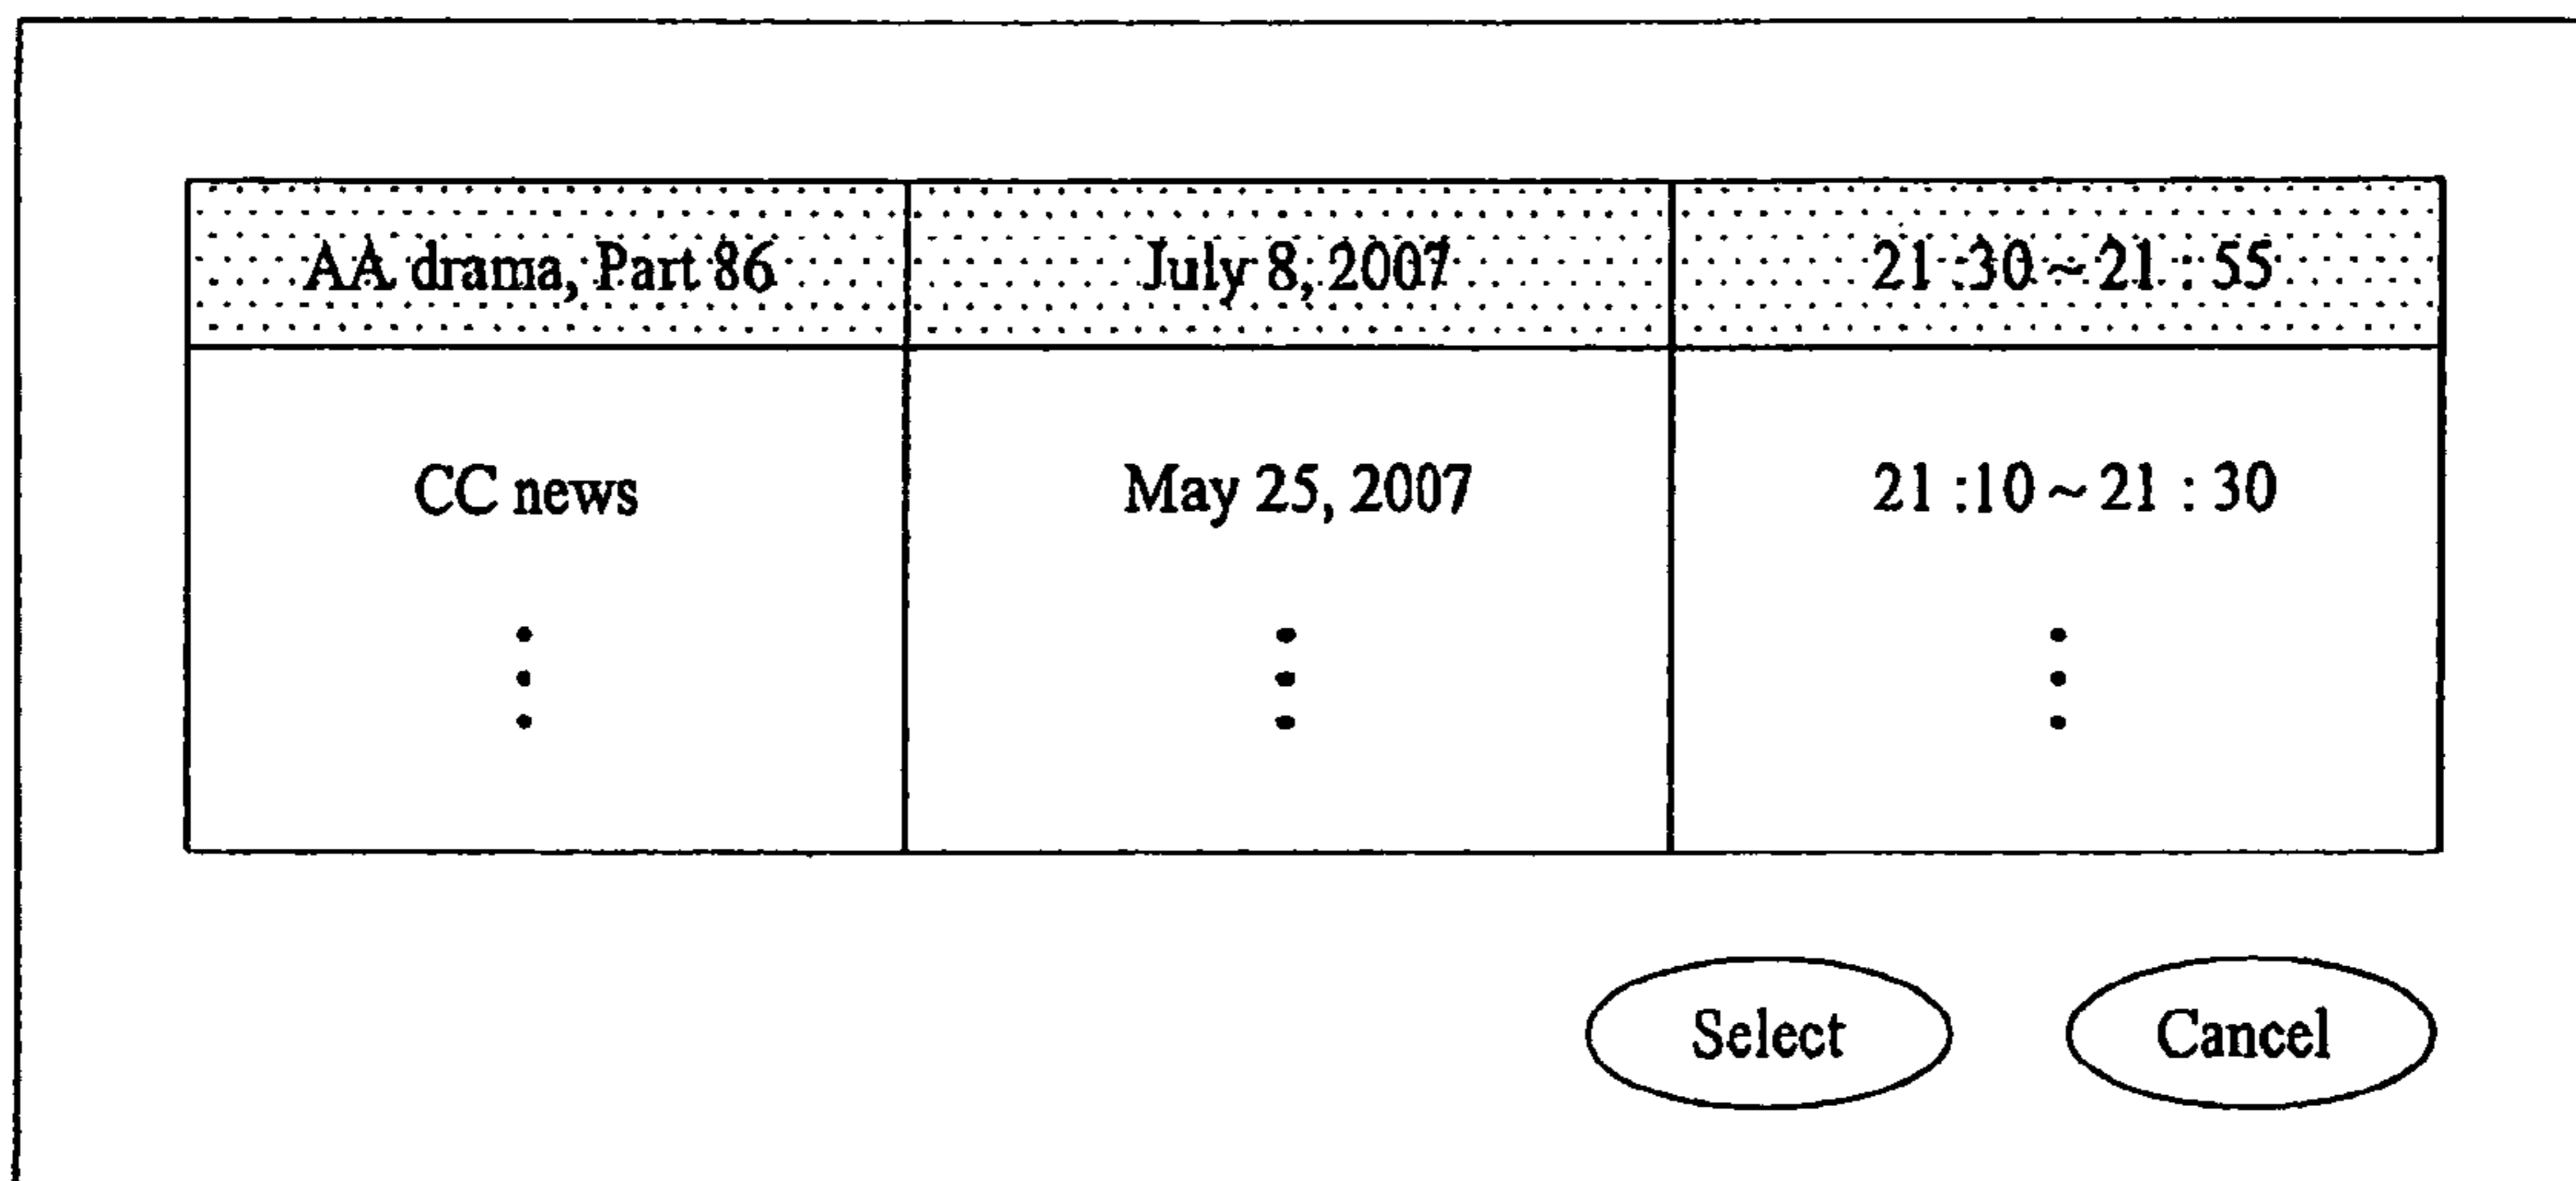 AA drama, Part 86 July 8, 2007 21 :30 ~ 21 : 55
CC news May 25, 2007 21 :10 ~ 21 : 30
Select Cancel